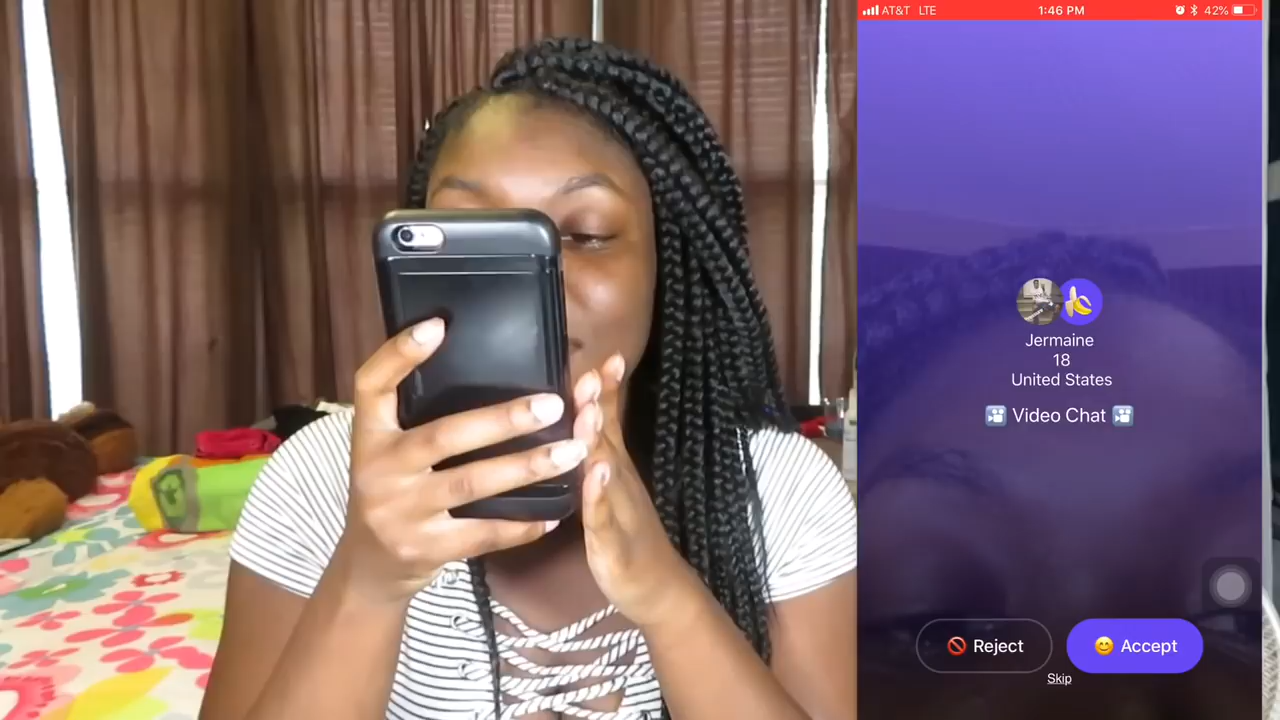 AT&T LTE 1:46 PM 42%
Jermaine
18
United States
Video Chat
Reject
Accept
Skip